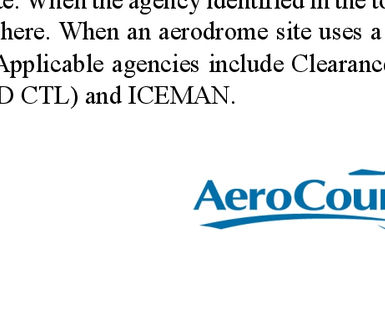 te. When the agency identified in the to
here. When an aerodrome site uses a
Applicable agencies include Clearance
D CTL) and ICEMAN.
AeroCour